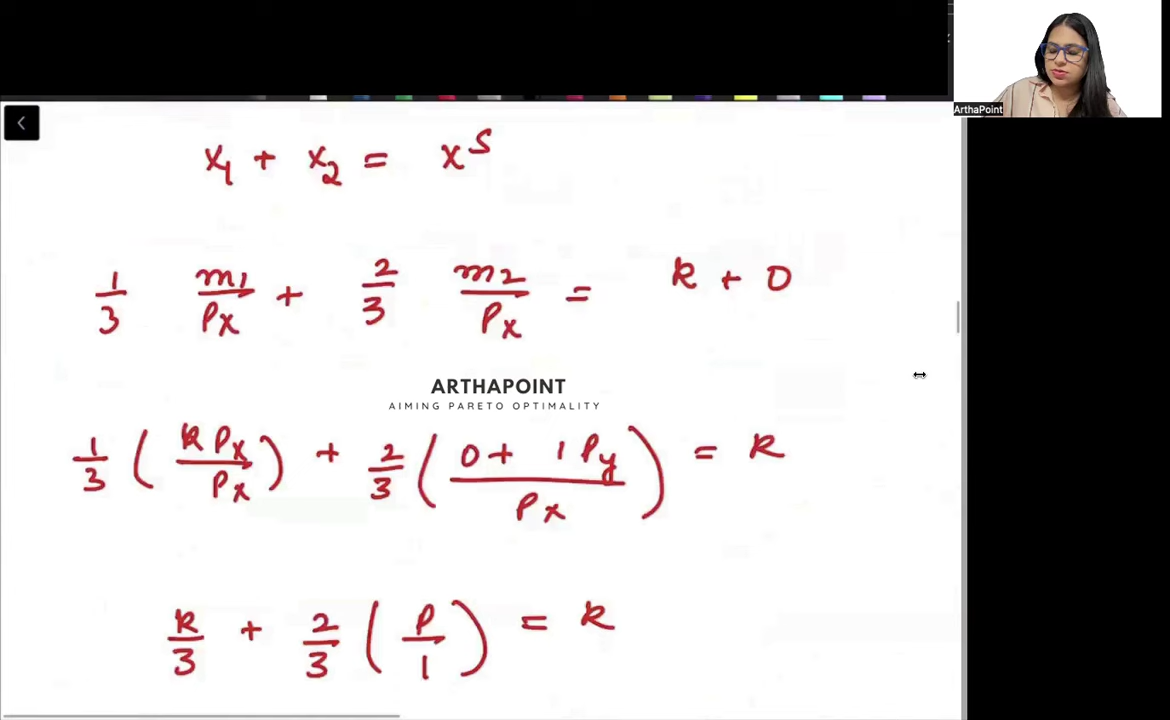 ArthaPoint
x₁ + x₂ = x^S
1/3 m1/Px + 2/3 m2/Px = k + 0
ARTHAPOINT
AIMING PARETO OPTIMALITY
1/3 ( k Px / Px ) + 2/3 ( 0 + 1 Py / Px ) = k
k/3 + 2/3 ( P / 1 ) = k